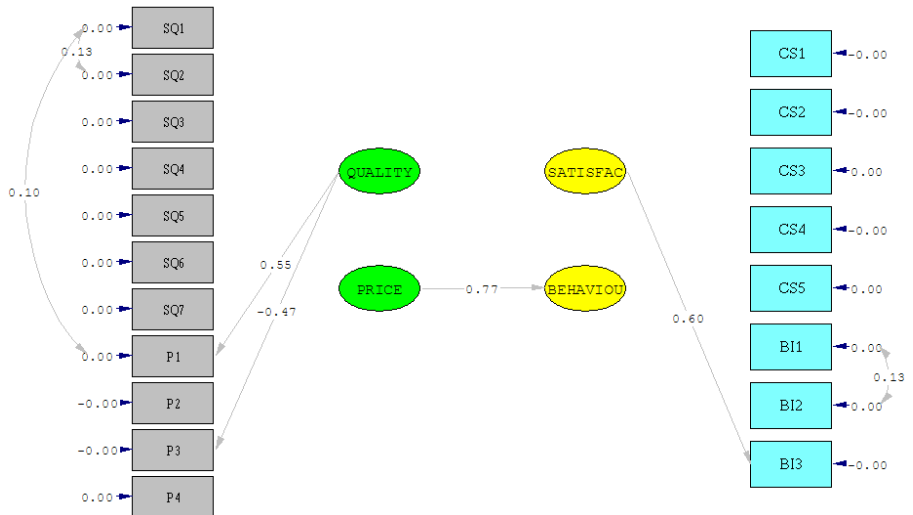 0.00 SQ1
0.13
0.00 SQ2
0.00 SQ3
0.00 SQ4
0.10
0.00 SQ5
0.00 SQ6
0.00 SQ7
0.00 P1
-0.00 P2
-0.00 P3
0.00 P4
QUALITY
0.55
-0.47
PRICE
0.77
SATISFAC
BEHAVIOU
0.60
CS1 -0.00
CS2 -0.00
CS3 0.00
CS4 -0.00
CS5 0.00
BI1 0.00
0.13
BI2 0.00
BI3 -0.00